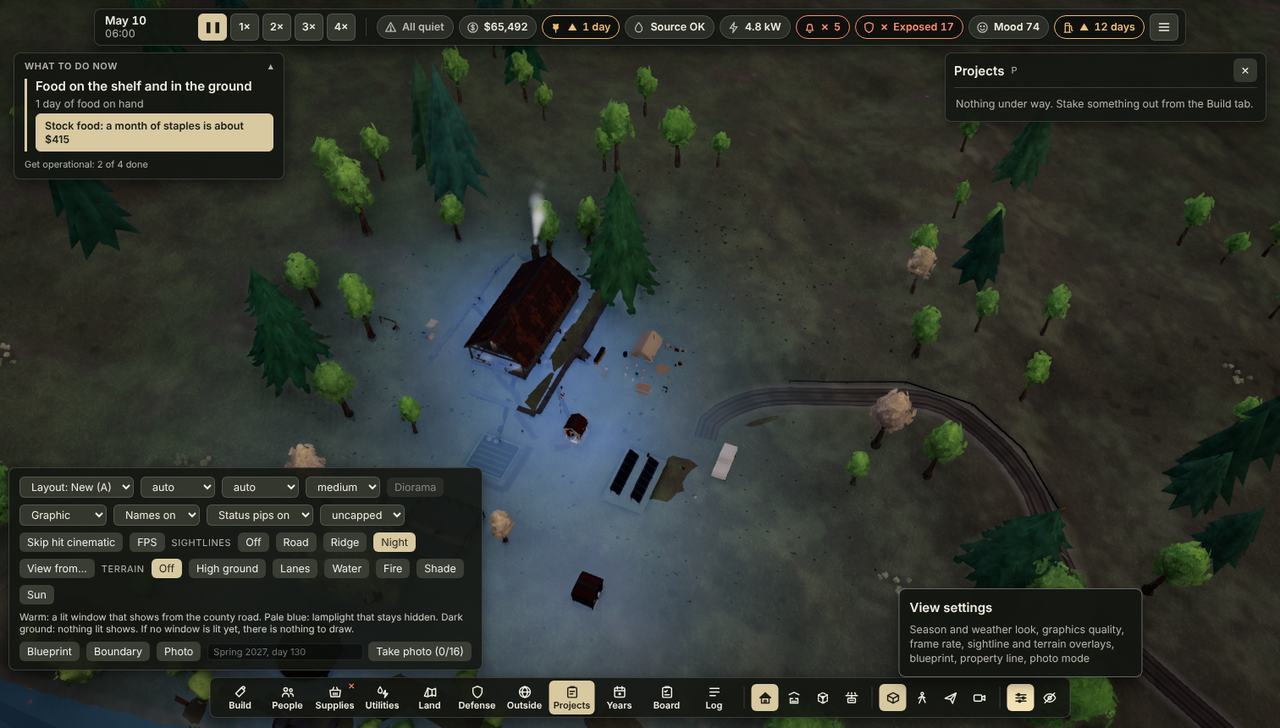 May 10
06:00
1×
2×
3×
4×
All quiet
$65,492
1 day
Source OK
4.8 kW
× 5
× Exposed 17
Mood 74
12 days
WHAT TO DO NOW
Food on the shelf and in the ground
1 day of food on hand
Stock food: a month of staples is about
$415
Get operational: 2 of 4 done
Projects P
Nothing under way. Stake something out from the Build tab.
Layout: New (A)
auto
auto
medium
Diorama
Graphic
Names on
Status pips on
uncapped
Skip hit cinematic
FPS
SIGHTLINES
Off
Road
Ridge
Night
View from...
TERRAIN
Off
High ground
Lanes
Water
Fire
Shade
Sun
Warm: a lit window that shows from the county road. Pale blue: lamplight that stays hidden. Dark
ground: nothing lit shows. If no window is lit yet, there is nothing to draw.
Blueprint
Boundary
Photo
Spring 2027, day 130
Take photo (0/16)
View settings
Season and weather look, graphics quality,
frame rate, sightline and terrain overlays,
blueprint, property line, photo mode
Build
People
Supplies
Utilities
Land
Defense
Outside
Projects
Years
Board
Log